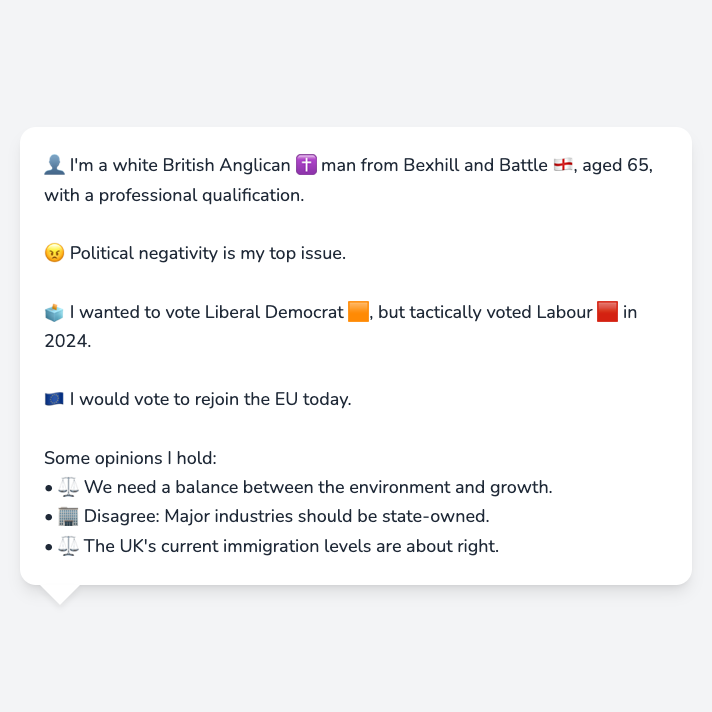 👤 I'm a white British Anglican ✝️ man from Bexhill and Battle 🏴󠁧󠁢󠁥󠁮󠁧󠁿, aged 65,
with a professional qualification.
😠 Political negativity is my top issue.
🗳️ I wanted to vote Liberal Democrat 🟧, but tactically voted Labour 🟥 in
2024.
🇪🇺 I would vote to rejoin the EU today.
Some opinions I hold:
• ⚖️ We need a balance between the environment and growth.
• 🏢 Disagree: Major industries should be state-owned.
• ⚖️ The UK's current immigration levels are about right.